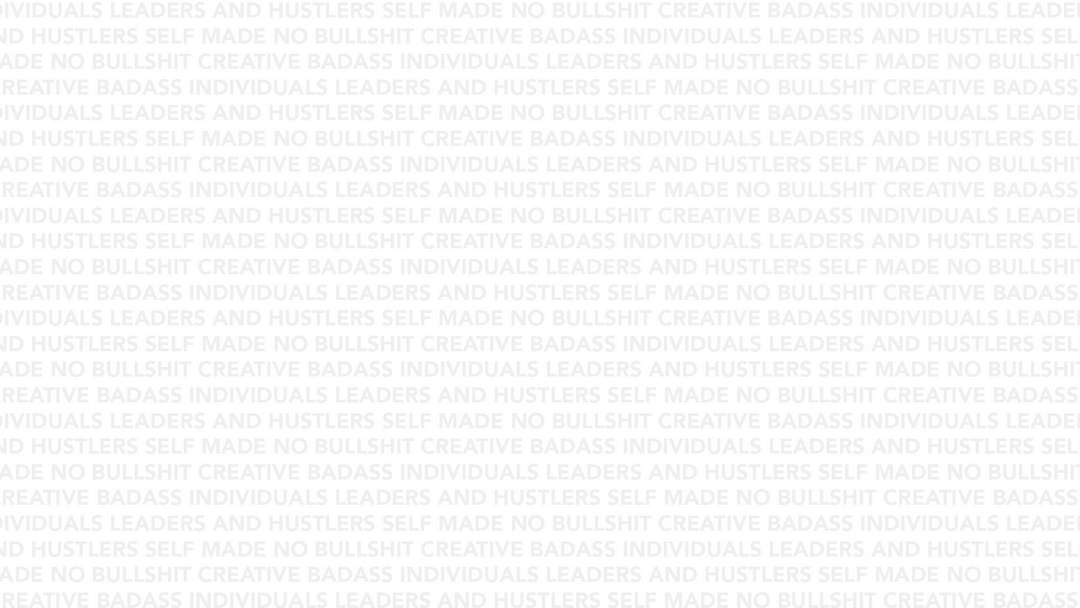 IVIDUALS LEADERS AND HUSTLERS SELF MADE NO BULLSHIT CREATIVE BADASS INDIVIDUALS LEADE
ND HUSTLERS SELF MADE NO BULLSHIT CREATIVE BADASS INDIVIDUALS LEADERS AND HUSTLERS SEL
ADE NO BULLSHIT CREATIVE BADASS INDIVIDUALS LEADERS AND HUSTLERS SELF MADE NO BULLSHI
REATIVE BADASS INDIVIDUALS LEADERS AND HUSTLERS SELF MADE NO BULLSHIT CREATIVE BADASS
IVIDUALS LEADERS AND HUSTLERS SELF MADE NO BULLSHIT CREATIVE BADASS INDIVIDUALS LEADE
ND HUSTLERS SELF MADE NO BULLSHIT CREATIVE BADASS INDIVIDUALS LEADERS AND HUSTLERS SEL
ADE NO BULLSHIT CREATIVE BADASS INDIVIDUALS LEADERS AND HUSTLERS SELF MADE NO BULLSHI
REATIVE BADASS INDIVIDUALS LEADERS AND HUSTLERS SELF MADE NO BULLSHIT CREATIVE BADASS
IVIDUALS LEADERS AND HUSTLERS SELF MADE NO BULLSHIT CREATIVE BADASS INDIVIDUALS LEADE
ND HUSTLERS SELF MADE NO BULLSHIT CREATIVE BADASS INDIVIDUALS LEADERS AND HUSTLERS SEL
ADE NO BULLSHIT CREATIVE BADASS INDIVIDUALS LEADERS AND HUSTLERS SELF MADE NO BULLSHI
REATIVE BADASS INDIVIDUALS LEADERS AND HUSTLERS SELF MADE NO BULLSHIT CREATIVE BADASS
IVIDUALS LEADERS AND HUSTLERS SELF MADE NO BULLSHIT CREATIVE BADASS INDIVIDUALS LEADE
ND HUSTLERS SELF MADE NO BULLSHIT CREATIVE BADASS INDIVIDUALS LEADERS AND HUSTLERS SEL
ADE NO BULLSHIT CREATIVE BADASS INDIVIDUALS LEADERS AND HUSTLERS SELF MADE NO BULLSHI
REATIVE BADASS INDIVIDUALS LEADERS AND HUSTLERS SELF MADE NO BULLSHIT CREATIVE BADASS
IVIDUALS LEADERS AND HUSTLERS SELF MADE NO BULLSHIT CREATIVE BADASS INDIVIDUALS LEADE
ND HUSTLERS SELF MADE NO BULLSHIT CREATIVE BADASS INDIVIDUALS LEADERS AND HUSTLERS SEL
ADE NO BULLSHIT CREATIVE BADASS INDIVIDUALS LEADERS AND HUSTLERS SELF MADE NO BULLSHI
REATIVE BADASS INDIVIDUALS LEADERS AND HUSTLERS SELF MADE NO BULLSHIT CREATIVE BADASS
IVIDUALS LEADERS AND HUSTLERS SELF MADE NO BULLSHIT CREATIVE BADASS INDIVIDUALS LEADE
ND HUSTLERS SELF MADE NO BULLSHIT CREATIVE BADASS INDIVIDUALS LEADERS AND HUSTLERS SEL
ADE NO BULLSHIT CREATIVE BADASS INDIVIDUALS LEADERS AND HUSTLERS SELF MADE NO BULLSHI
REATIVE BADASS INDIVIDUALS LEADERS AND HUSTLERS SELF MADE NO BULLSHIT CREATIVE BADASS